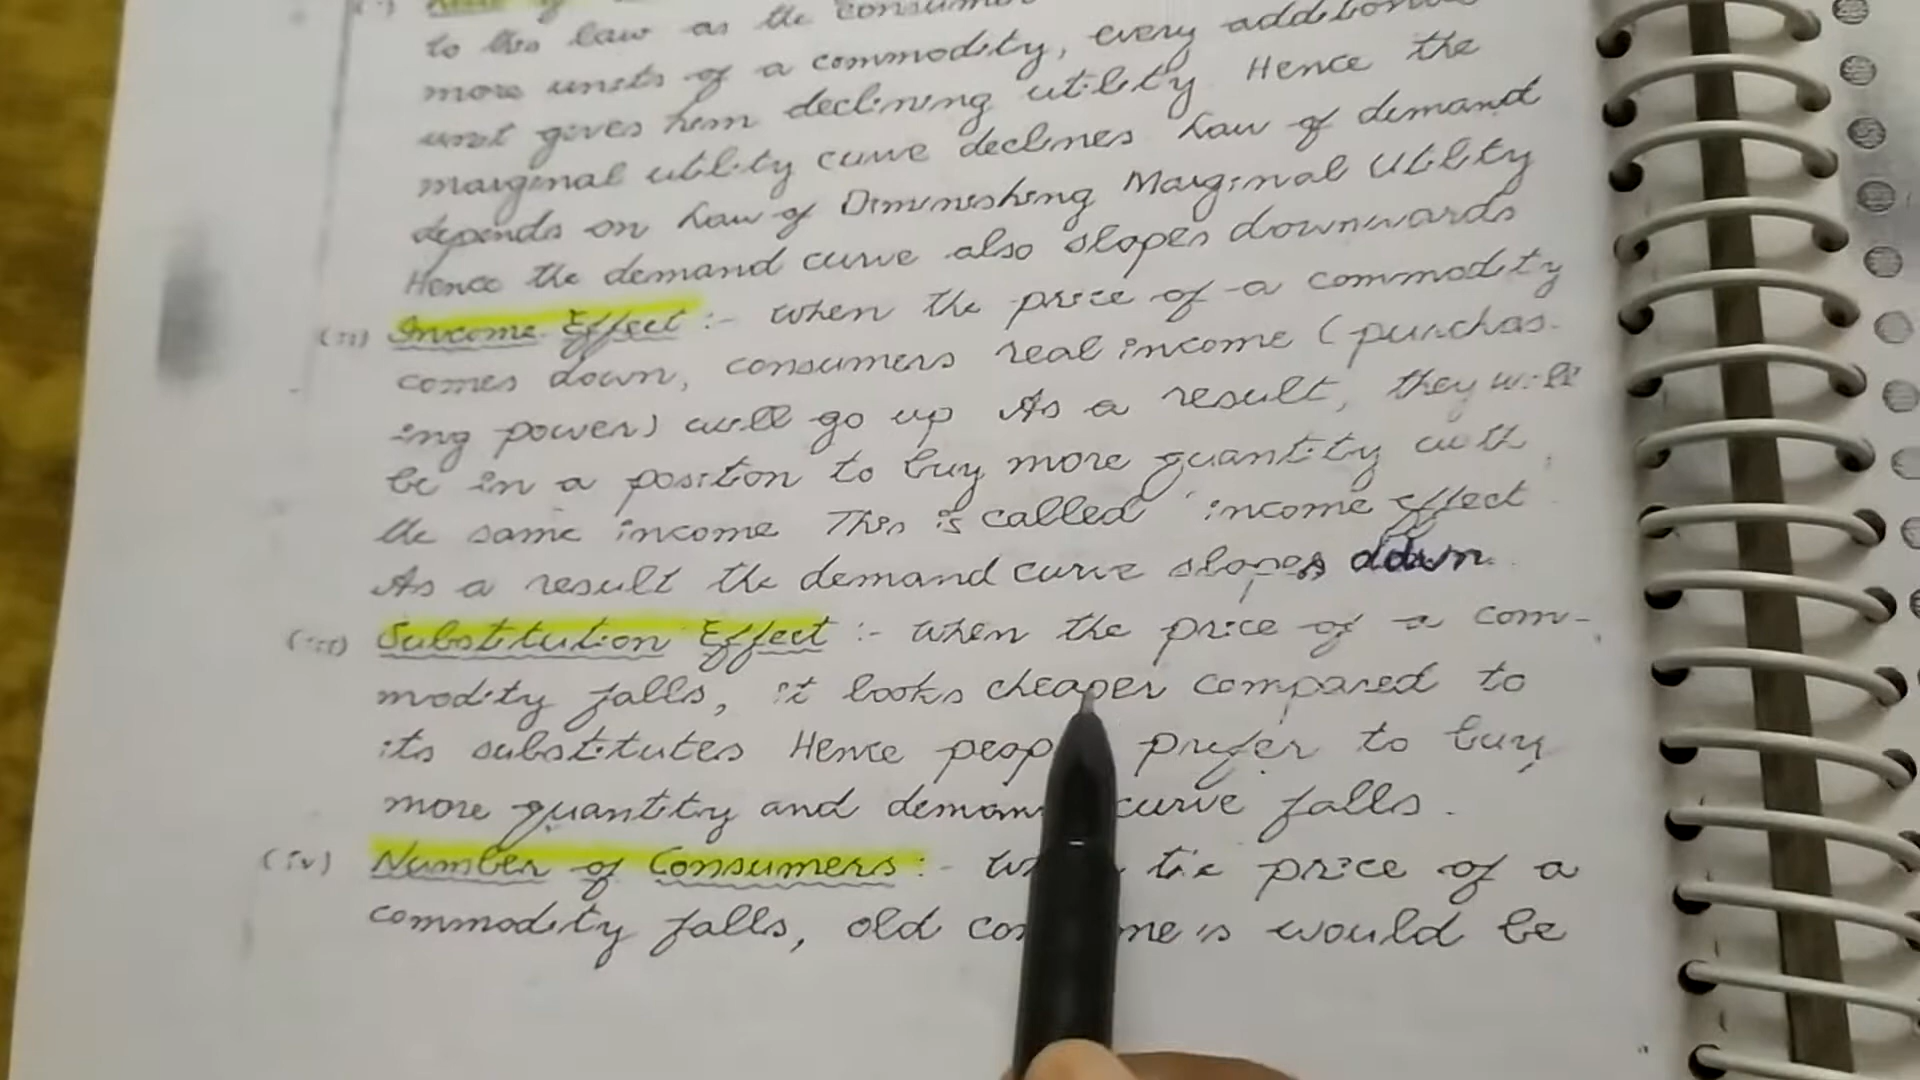 to this law as the consumer
more units of a commodity, every additional
unit gives him declining utility Hence the
marginal utility curve declines Law of demand
depends on Law of Diminishing Marginal Utility
Hence the demand curve also slopes downwards
(ii) Income Effect :- When the price of a commodity
comes down, consumers real income (purchas-
ing power) will go up As a result, they will
be in a position to buy more quantity with
the same income This is called 'income effect
As a result the demand curve slopes down.
(iii) Substitution Effect :- When the price of a com-
modity falls, it looks cheaper compared to
its substitutes Hence peop prefer to buy
more quantity and deman curve falls.
(iv) Number of Consumers :- the price of a
commodity falls, old would be